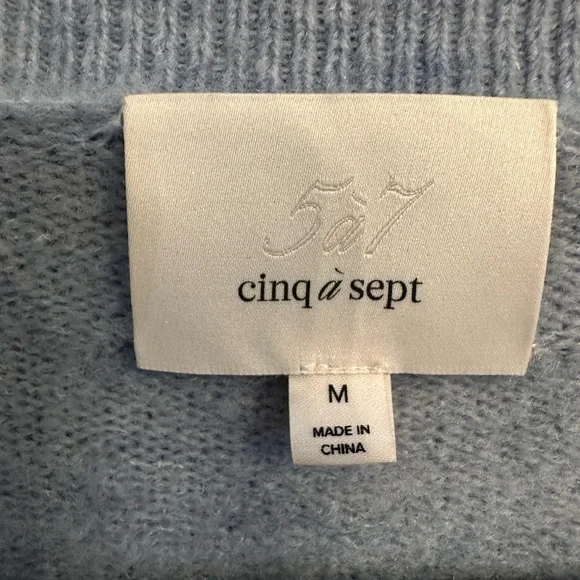 5à7
cinq à sept
M
MADE IN
CHINA